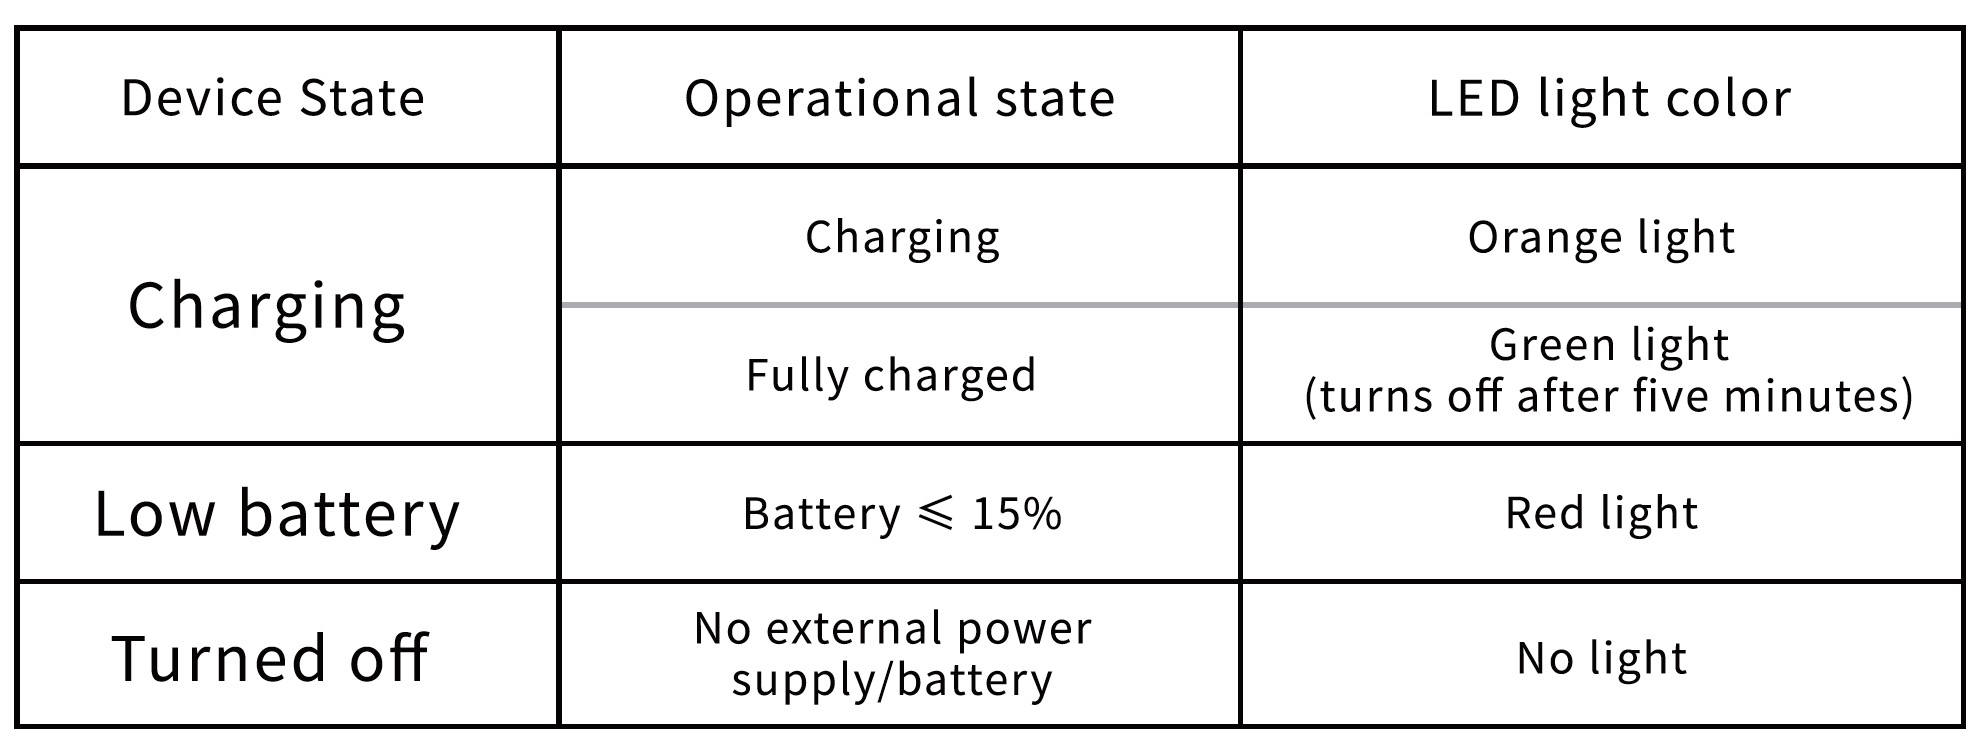 Device State
Operational state
LED light color
Charging
Charging
Orange light
Fully charged
Green light
(turns off after five minutes)
Low battery
Battery ⩽ 15%
Red light
Turned off
No external power
supply/battery
No light